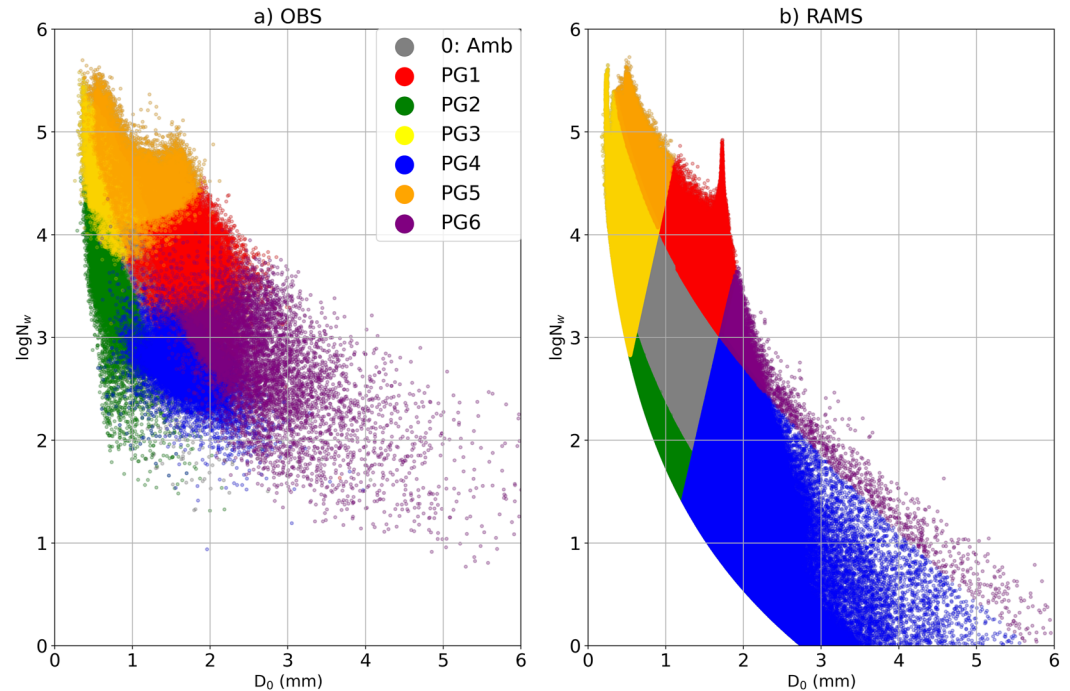 a) OBS
b) RAMS
0: Amb
PG1
PG2
PG3
PG4
PG5
PG6
logN_w
6
5
4
3
2
1
0
0 1 2 3 4 5 6
D_0 (mm)
logN_w
6
5
4
3
2
1
0
0 1 2 3 4 5 6
D_0 (mm)